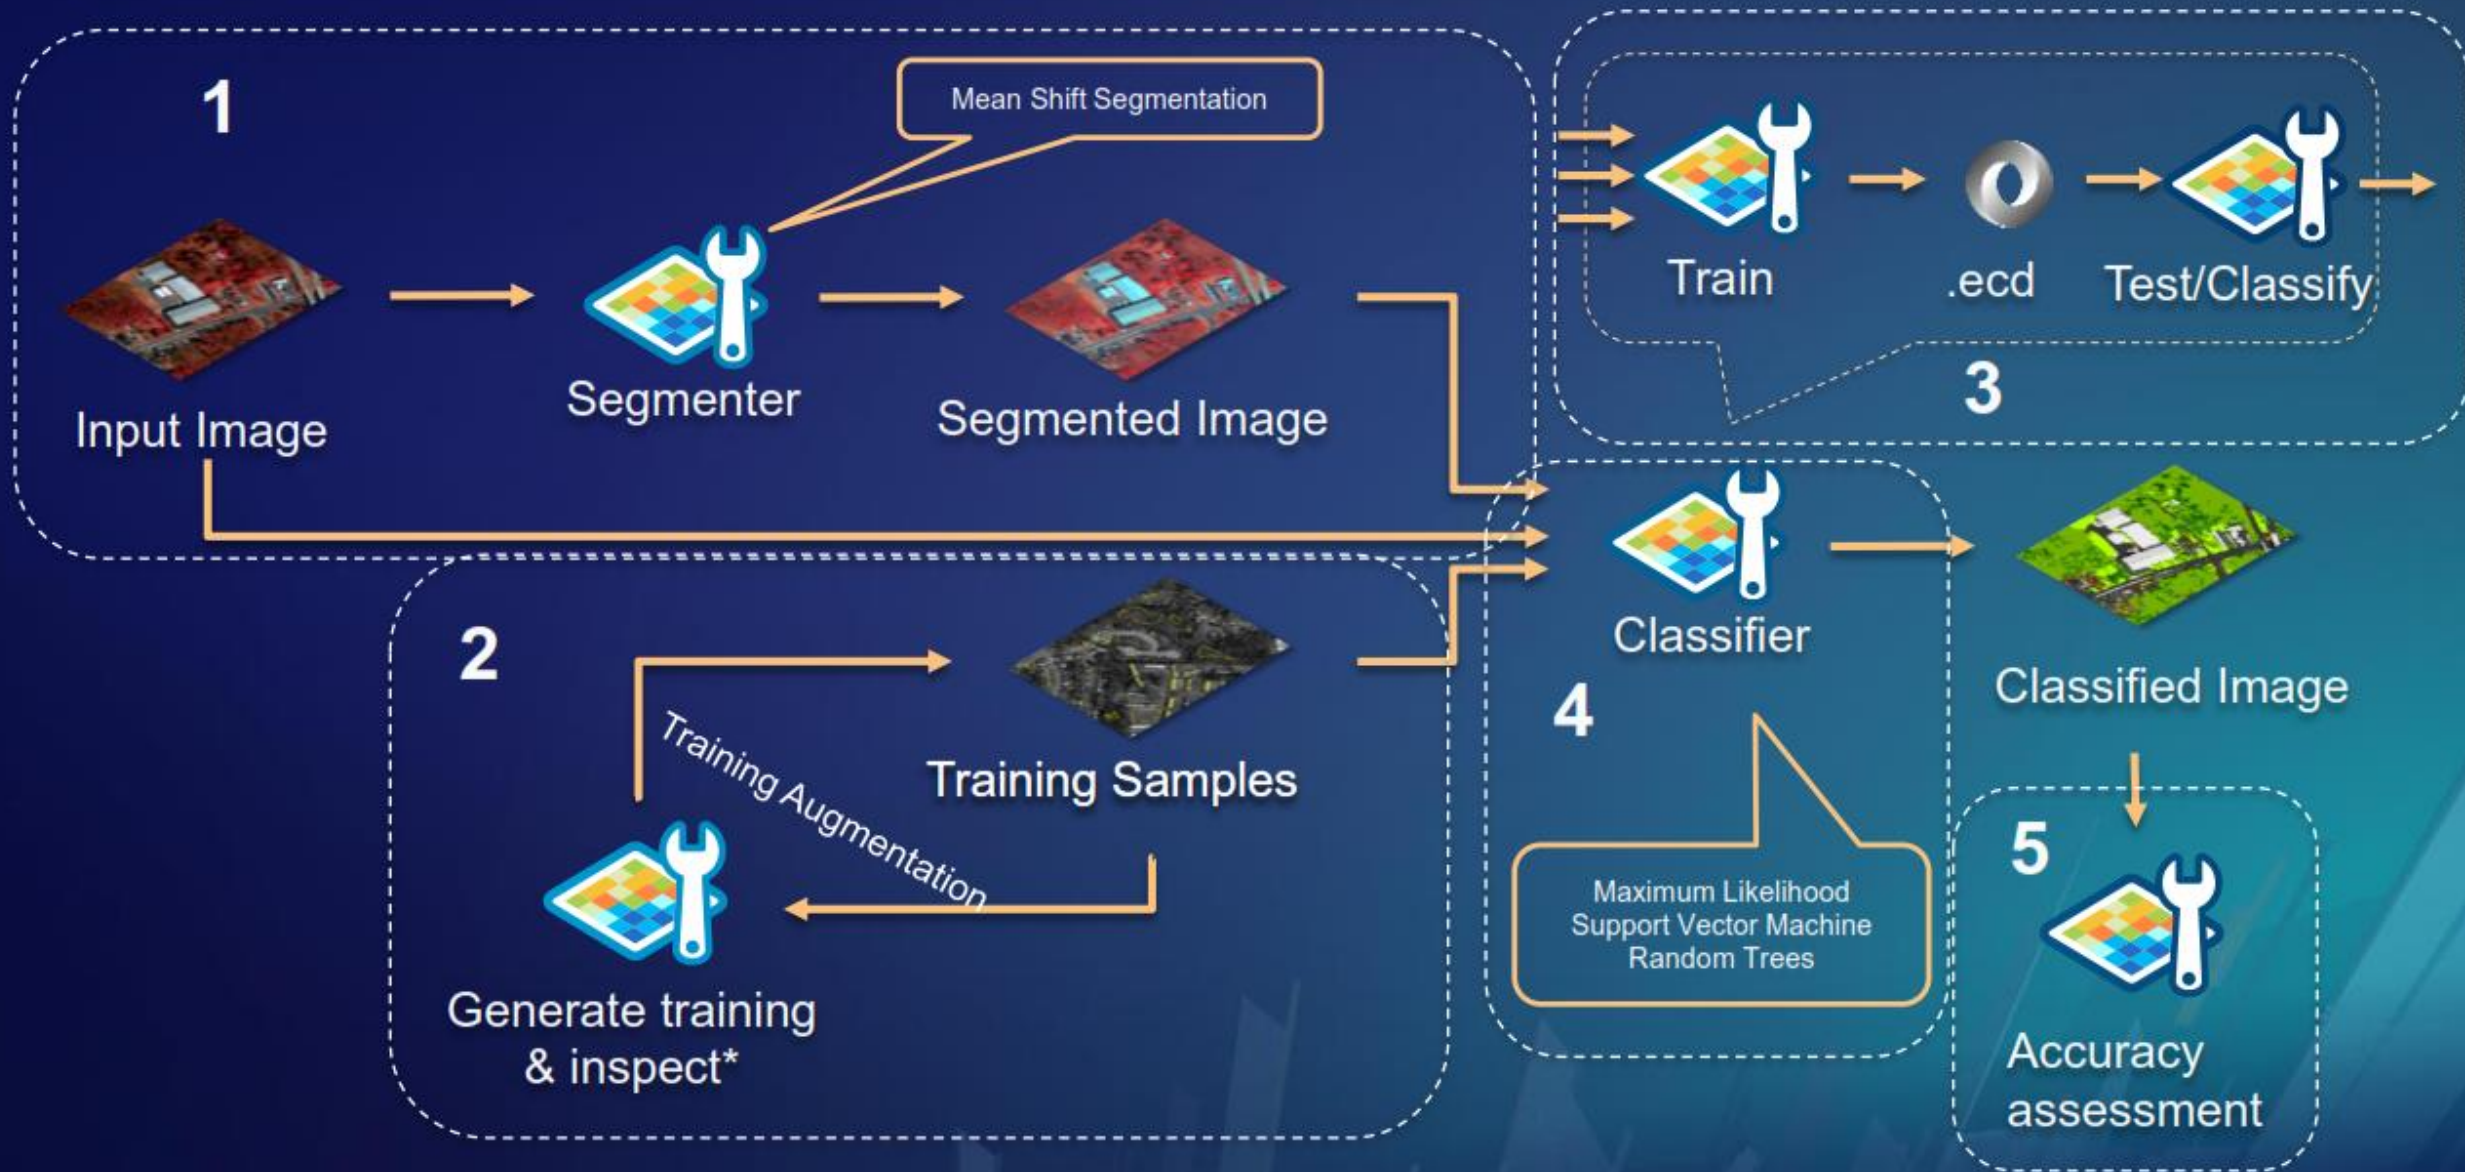 1
Mean Shift Segmentation
Input Image
Segmenter
Segmented Image
Train
.ecd
Test/Classify
3
2
Training Augmentation
Training Samples
Generate training
& inspect*
Classifier
4
Maximum Likelihood
Support Vector Machine
Random Trees
Classified Image
5
Accuracy
assessment